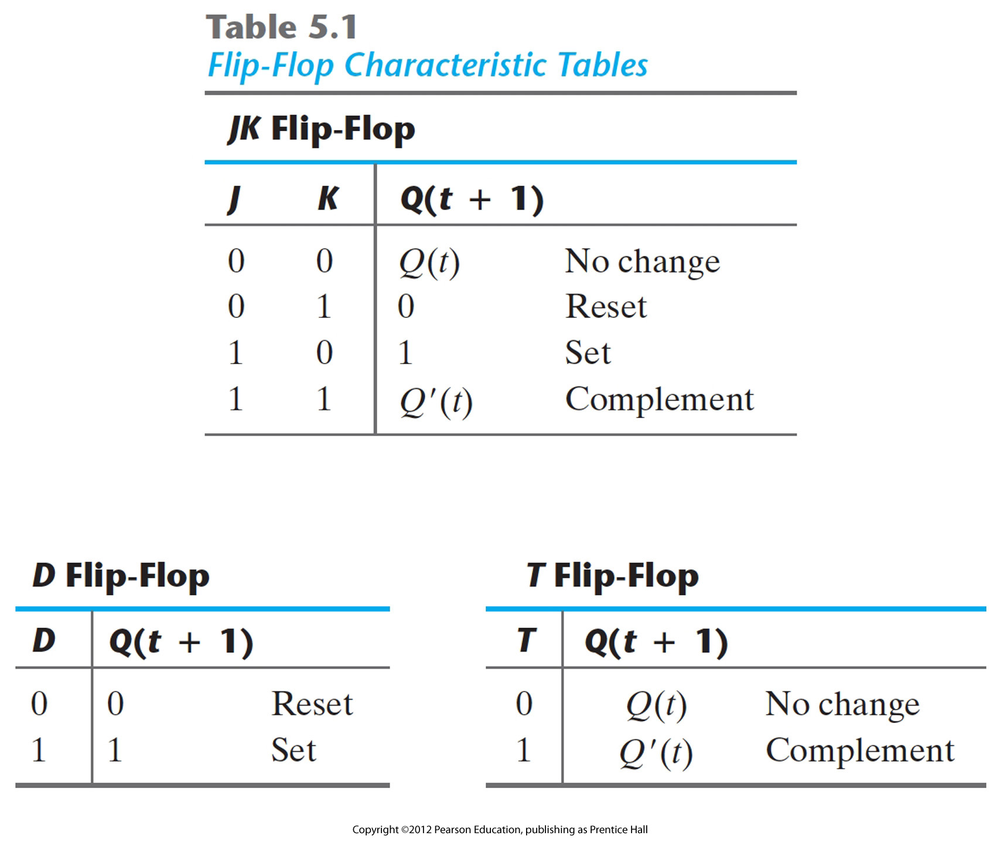 Table 5.1
Flip-Flop Characteristic Tables
JK Flip-Flop
J K Q(t + 1)
0 0 Q(t) No change
0 1 0 Reset
1 0 1 Set
1 1 Q′(t) Complement
D Flip-Flop
D Q(t + 1)
0 0 Reset
1 1 Set
T Flip-Flop
T Q(t + 1)
0 Q(t) No change
1 Q′(t) Complement
Copyright ©2012 Pearson Education, publishing as Prentice Hall